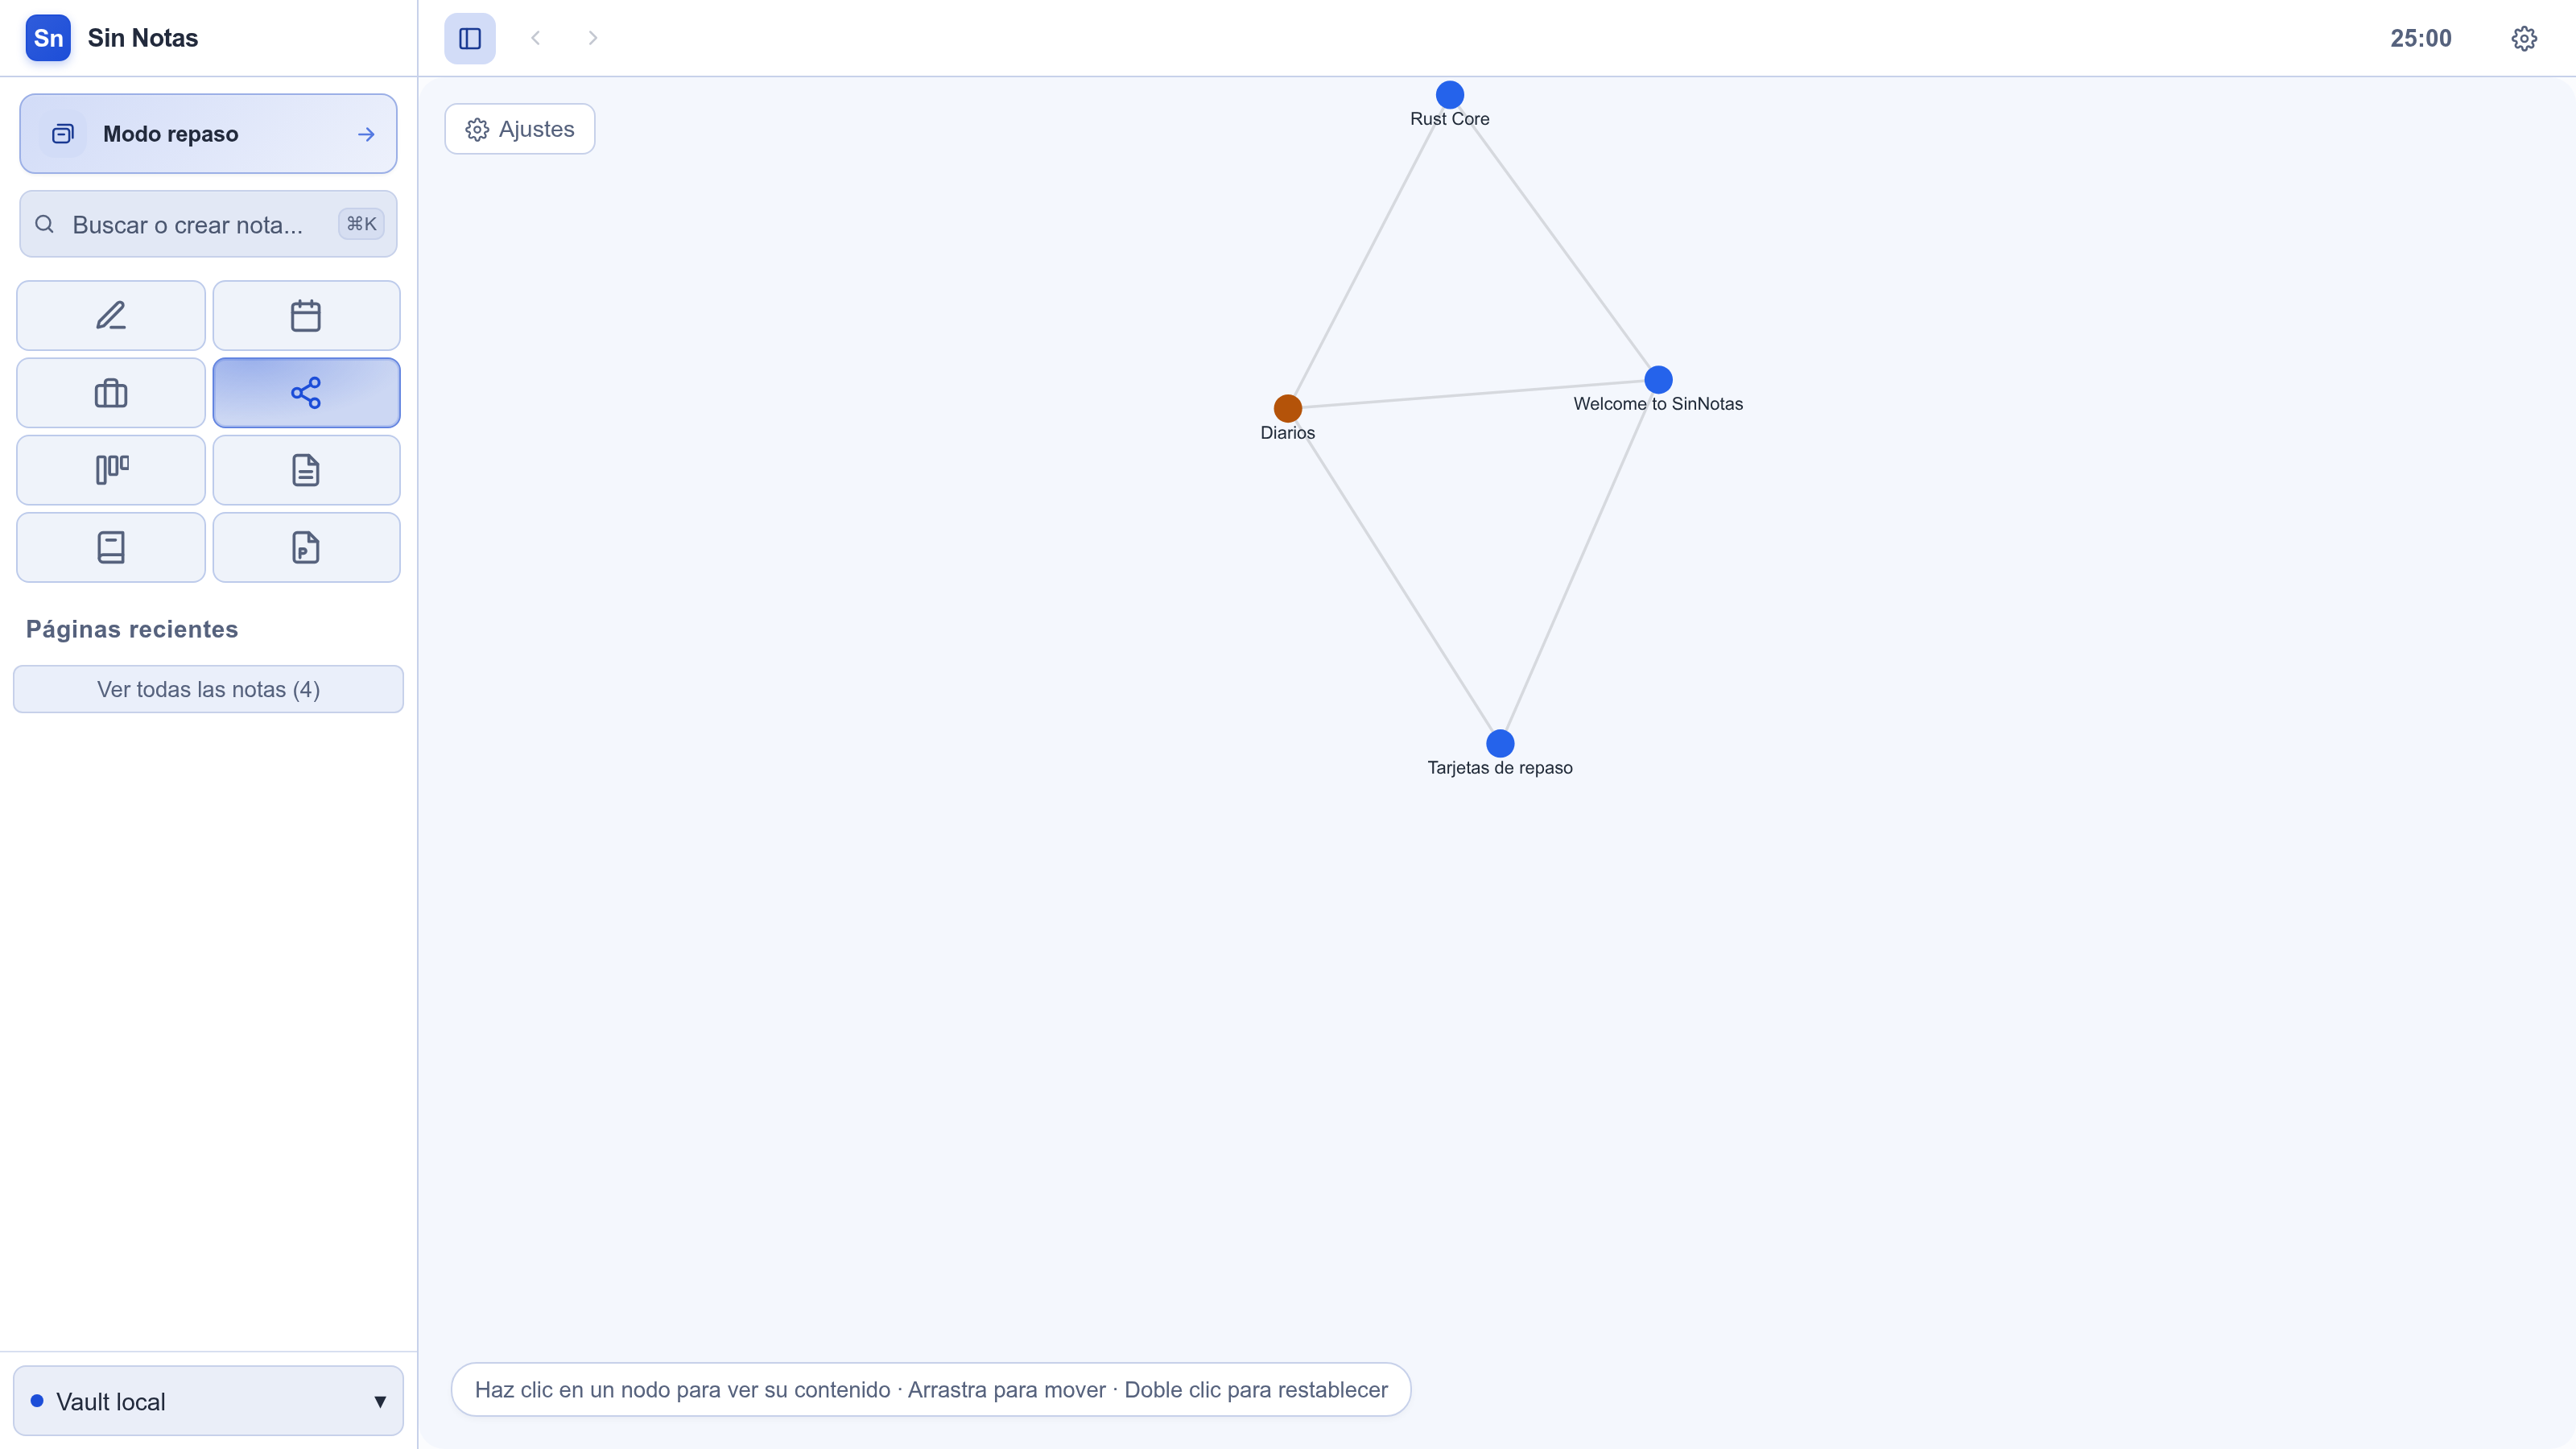 Sn Sin Notas
25:00
Modo repaso
Ajustes
Buscar o crear nota... ⌘K
Páginas recientes
Ver todas las notas (4)
Rust Core
Welcome to SinNotas
Diarios
Tarjetas de repaso
Haz clic en un nodo para ver su contenido · Arrastra para mover · Doble clic para restablecer
Vault local